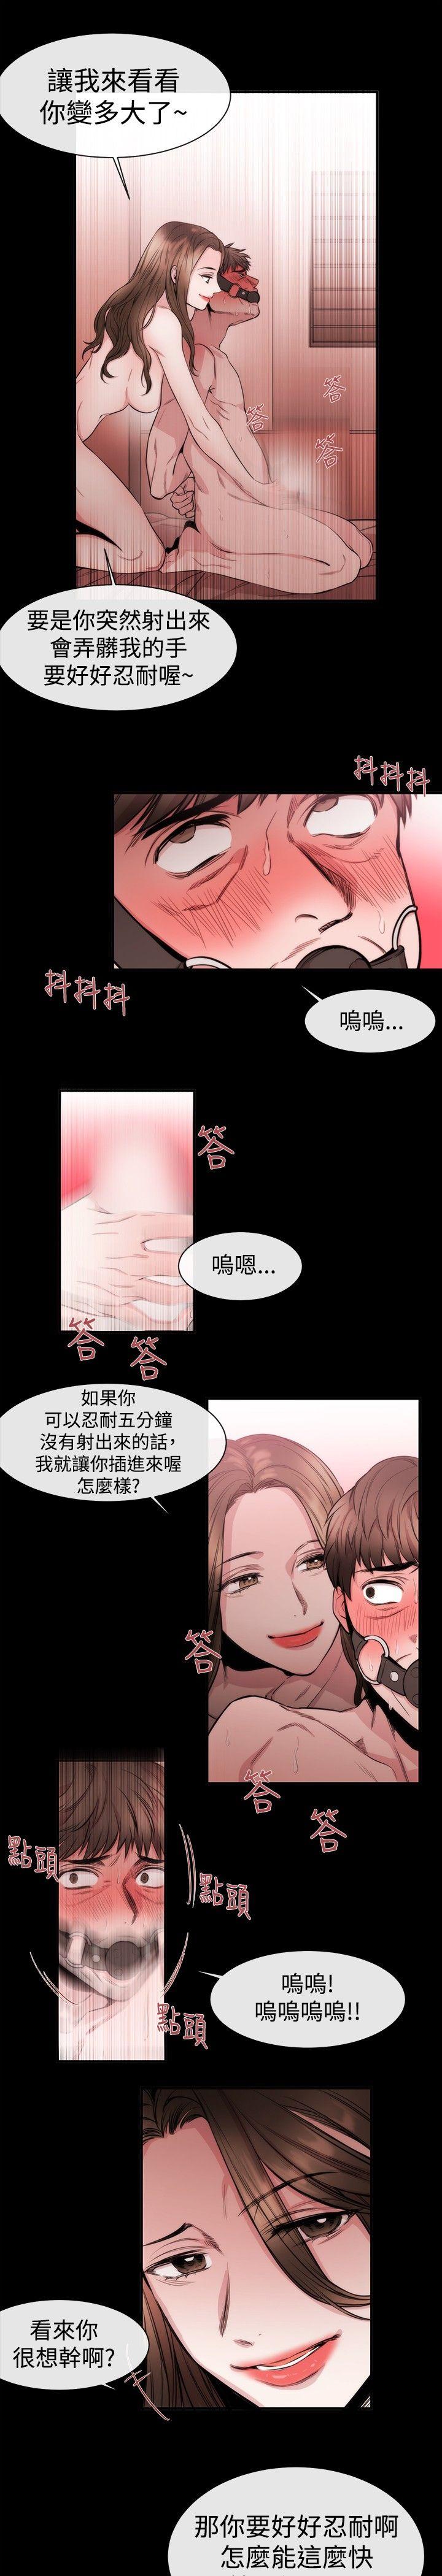 讓我來看看
你變多大了~
答
答
要是你突然射出來
會弄髒我的手
要好好忍耐喔~
抖抖抖
抖抖抖
嗚嗚...
答
嗚嗯...
答
答
如果你
可以忍耐五分鐘
沒有射出來的話,
我就讓你插進來喔
怎麼樣?
答
答
答
點頭
點頭
點頭
嗚嗚!
嗚嗚嗚嗚!!
看來你
很想幹啊?
那你要好好忍耐啊
怎麼能這麼快